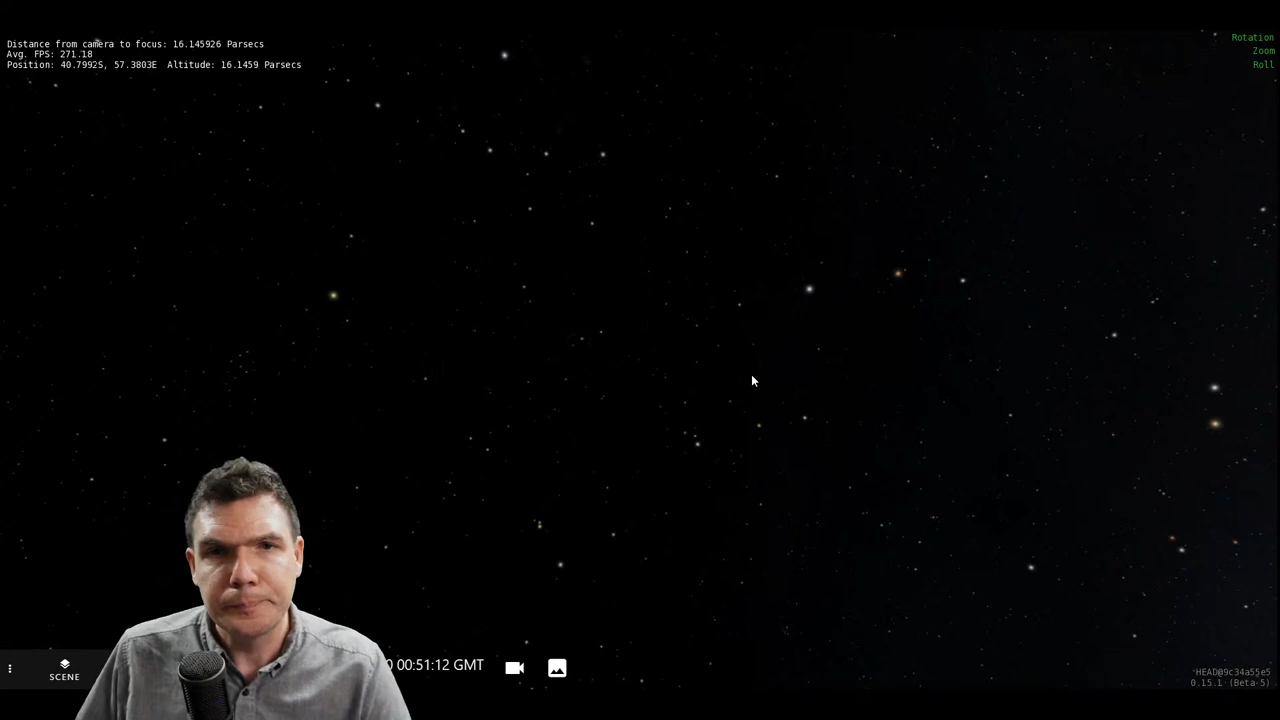 Distance from camera to focus: 16.145926 Parsecs
Avg. FPS: 271.18
Position: 40.7992S, 57.3803E  Altitude: 16.1459 Parsecs
Rotation
Zoom
Roll
SCENE
00:51:12 GMT
HEAD@9c34a55e5
0.15.1 (Beta-5)